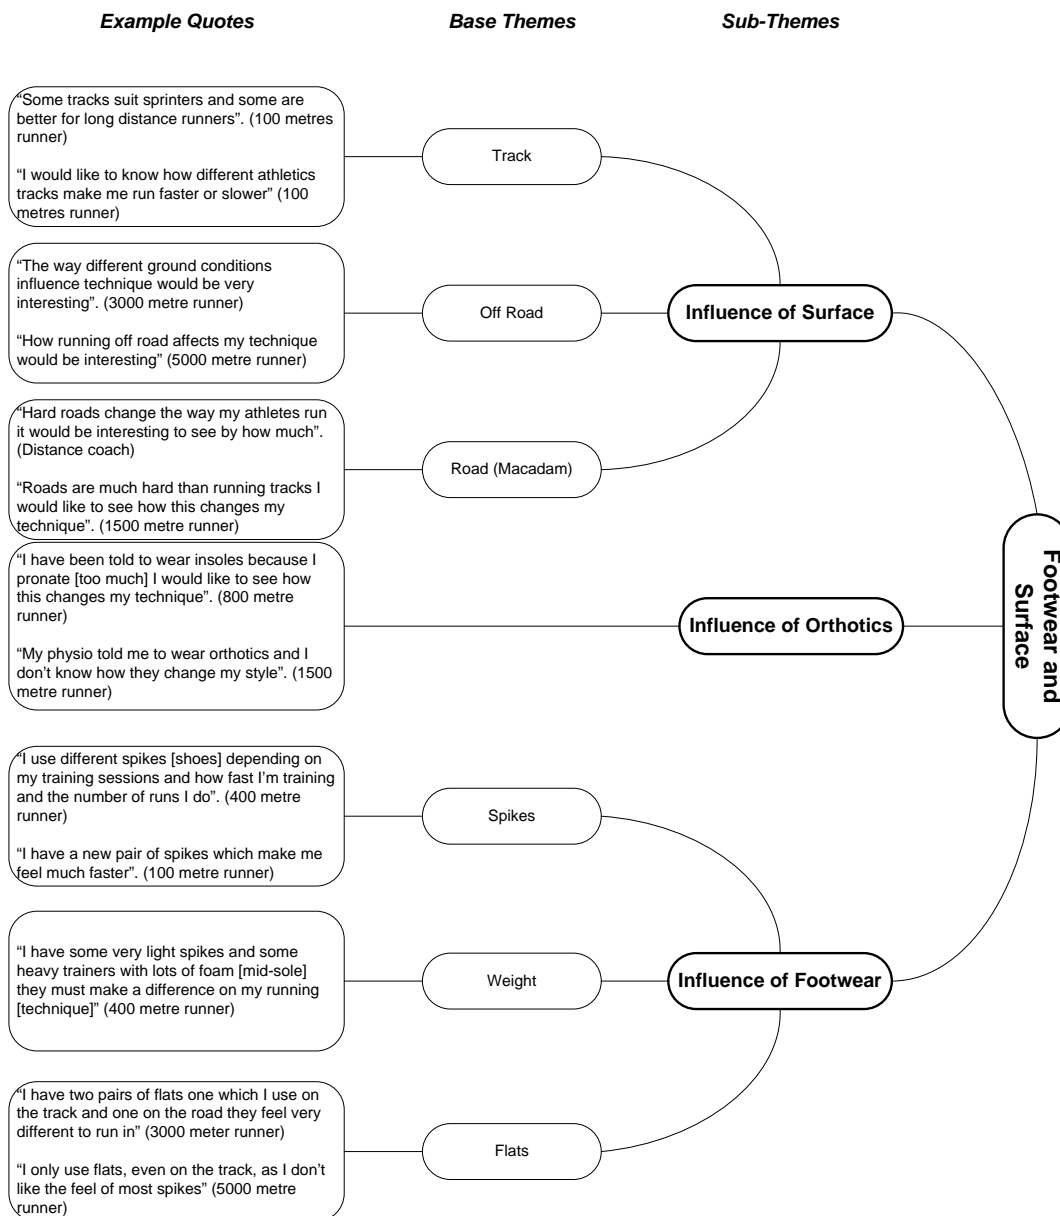 Example Quotes
Base Themes
Sub-Themes
“Some tracks suit sprinters and some are
better for long distance runners”. (100 metres
runner)
“I would like to know how different athletics
tracks make me run faster or slower” (100
metres runner)
Track
“The way different ground conditions
influence technique would be very
interesting”. (3000 metre runner)
“How running off road affects my technique
would be interesting” (5000 metre runner)
Off Road
Influence of Surface
“Hard roads change the way my athletes run
it would be interesting to see by how much”.
(Distance coach)
“Roads are much hard than running tracks I
would like to see how this changes my
technique”. (1500 metre runner)
Road (Macadam)
“I have been told to wear insoles because I
pronate [too much] I would like to see how
this changes my technique”. (800 metre
runner)
“My physio told me to wear orthotics and I
don’t know how they change my style”. (1500
metre runner)
Influence of Orthotics
Footwear and
Surface
“I use different spikes [shoes] depending on
my training sessions and how fast I’m training
and the number of runs I do”. (400 metre
runner)
“I have a new pair of spikes which make me
feel much faster”. (100 metre runner)
Spikes
“I have some very light spikes and some
heavy trainers with lots of foam [mid-sole]
they must make a difference on my running
[technique]” (400 metre runner)
Weight
Influence of Footwear
“I have two pairs of flats one which I use on
the track and one on the road they feel very
different to run in” (3000 meter runner)
“I only use flats, even on the track, as I don’t
like the feel of most spikes” (5000 metre
runner)
Flats